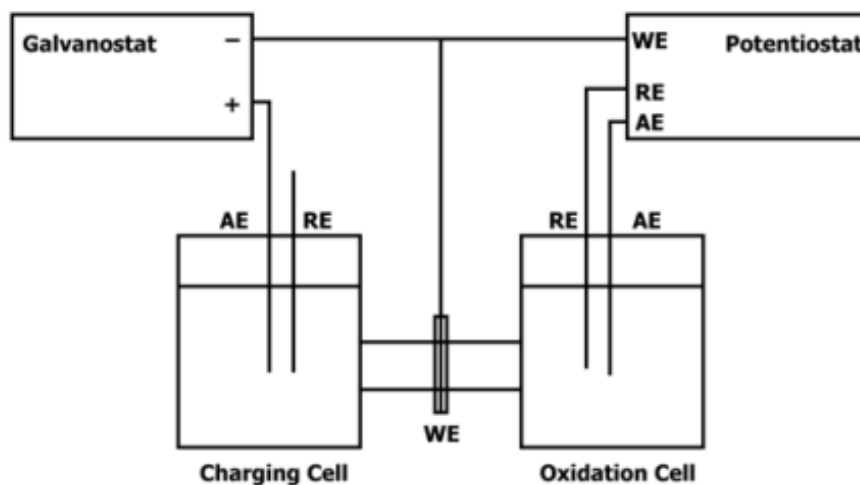 Galvanostat
−
+
WE
RE
AE
Potentiostat
AE RE
RE AE
WE
Charging Cell
Oxidation Cell